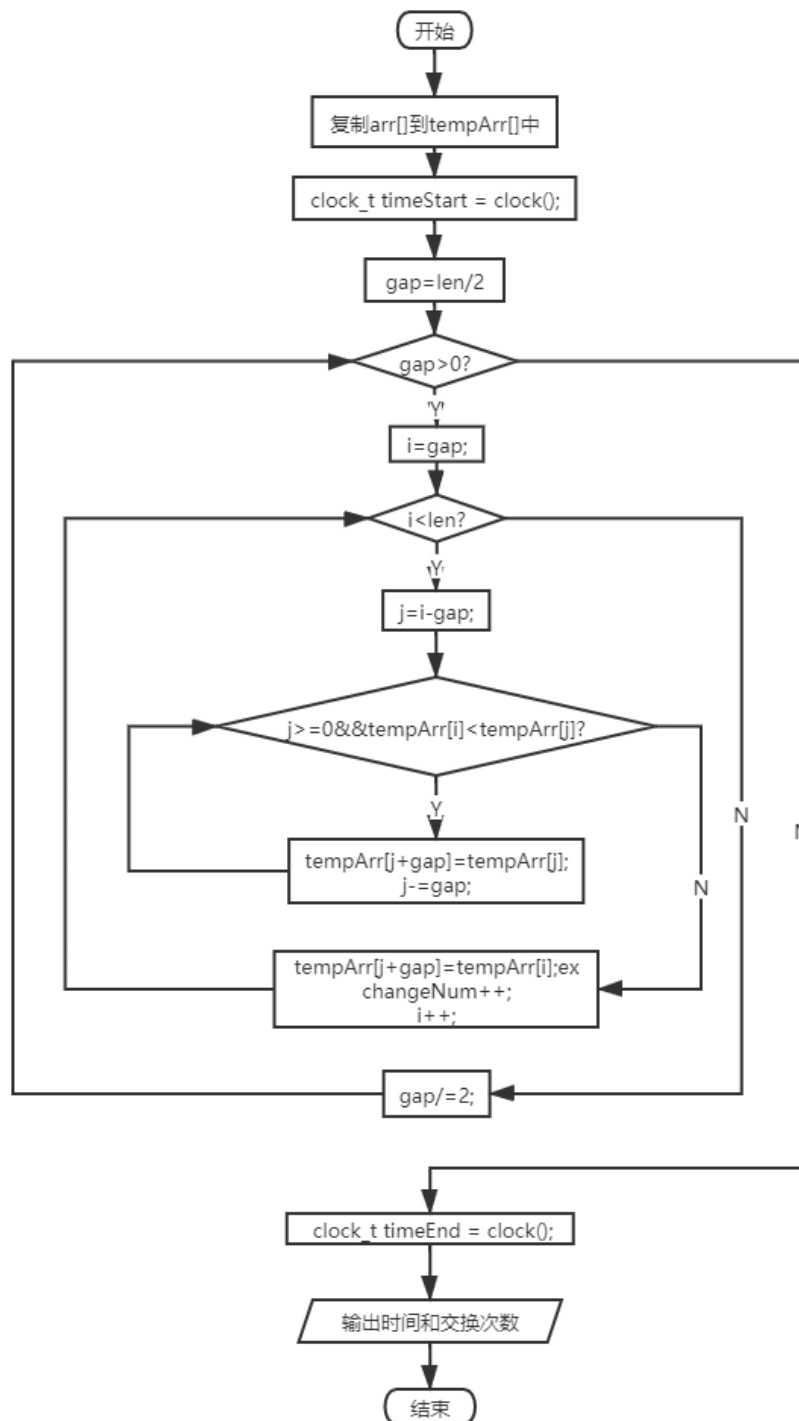 开始
复制arr[]到tempArr[]中
clock_t timeStart = clock();
gap=len/2
gap>0?
Y
i=gap;
i<len?
Y
j=i-gap;
j>=0&&tempArr[i]<tempArr[j]?
Y
N
tempArr[j+gap]=tempArr[j];
j-=gap;
N
tempArr[j+gap]=tempArr[i];ex
changeNum++;
i++;
gap/=2;
clock_t timeEnd = clock();
输出时间和交换次数
结束